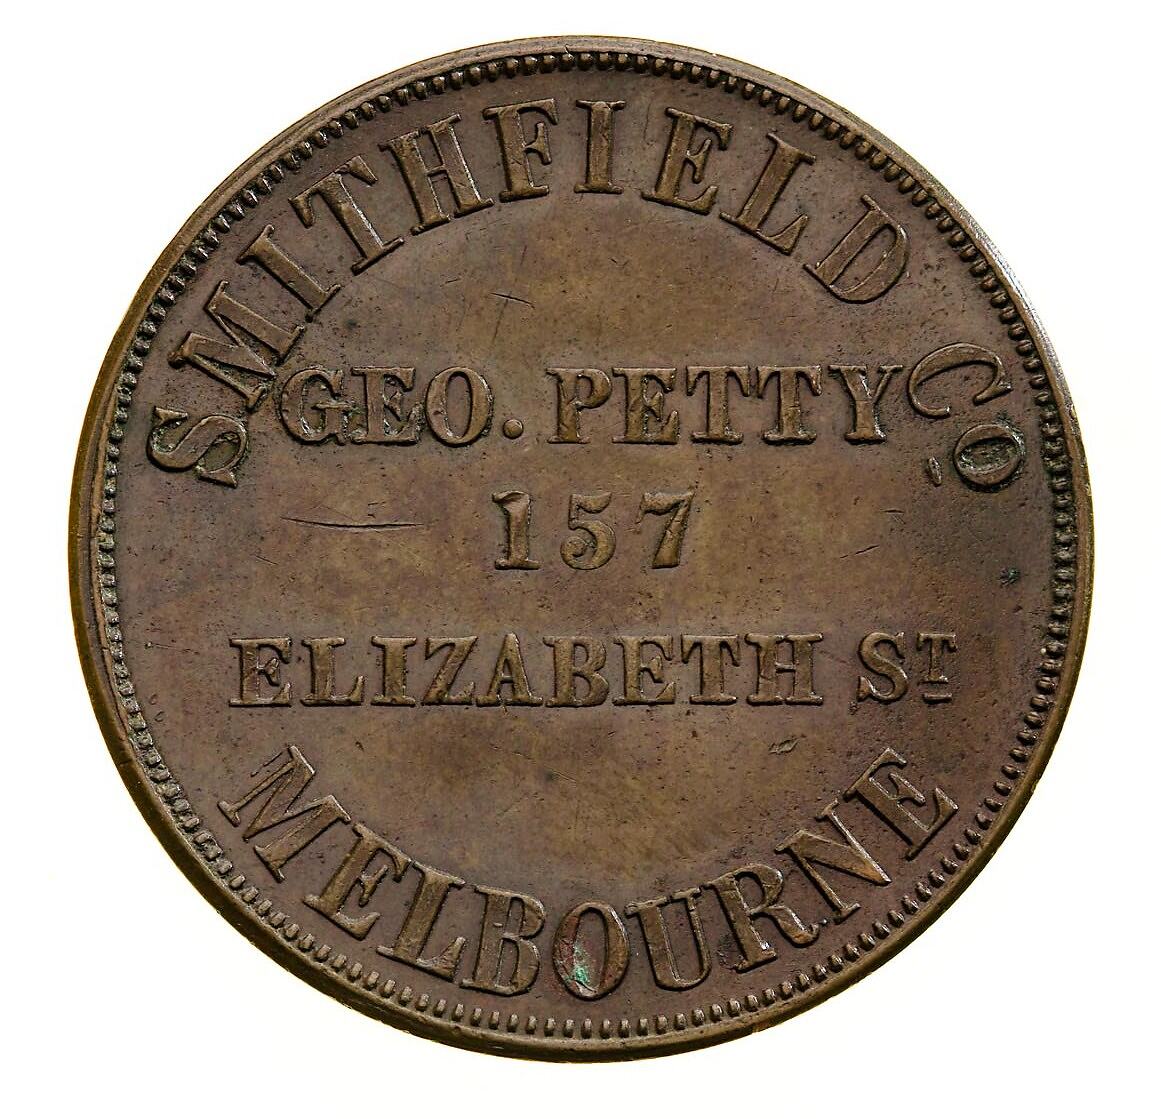 SMITHFIELD Co
GEO. PETTY
157
ELIZABETH ST
MELBOURNE